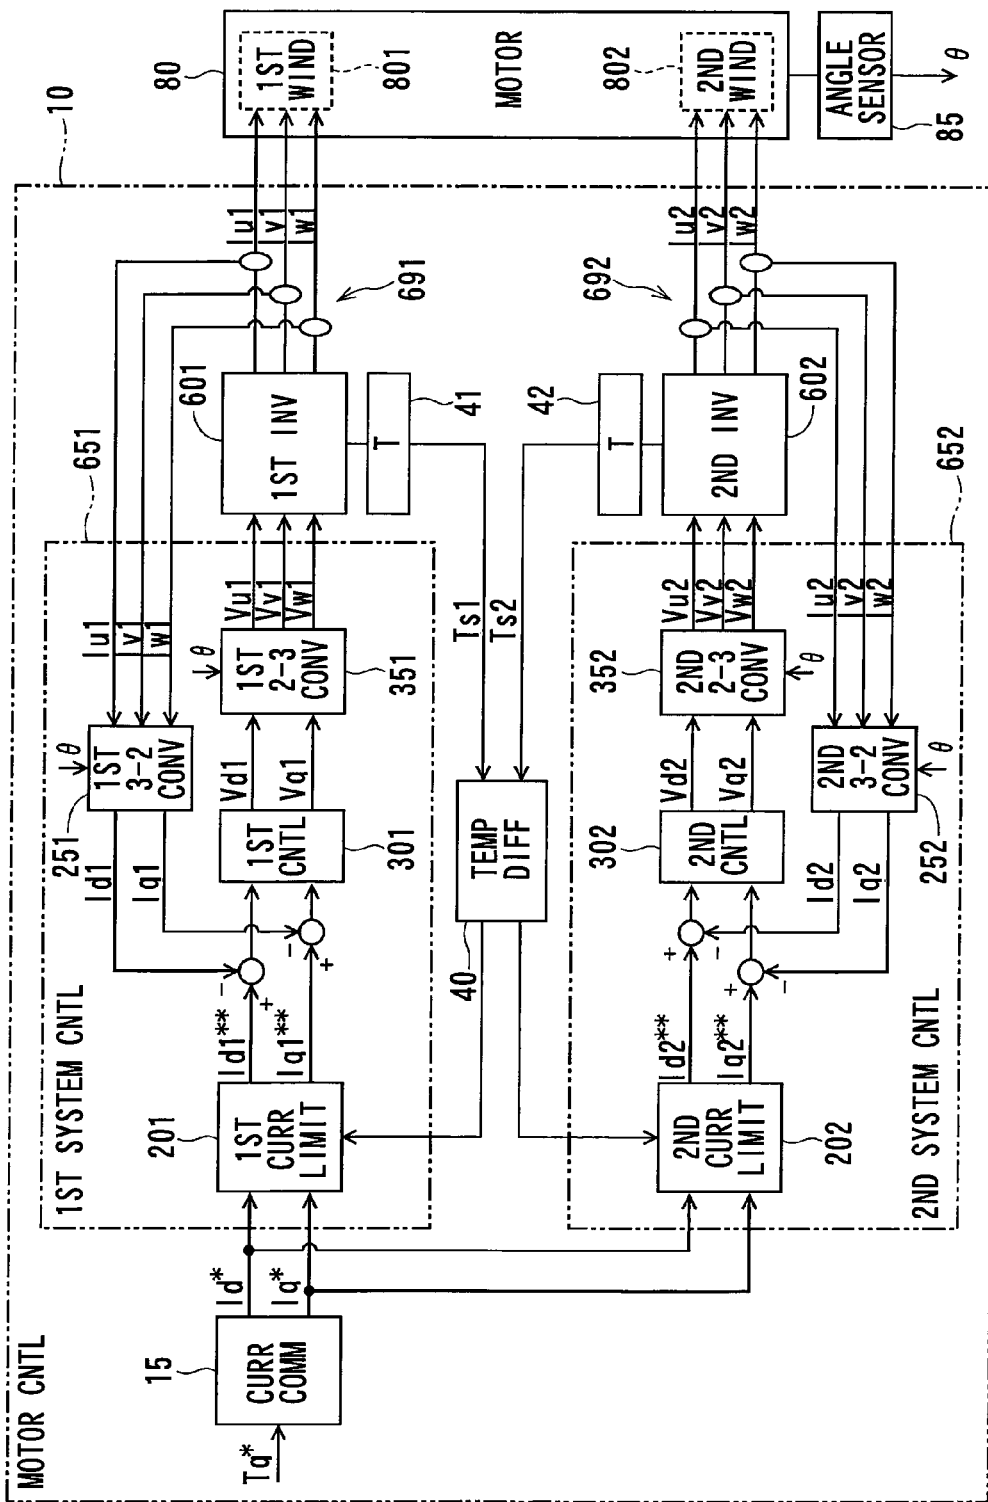 MOTOR CNTL
10
Tq*
15
CURR
COMM
Id*
Iq*
1ST SYSTEM CNTL
651
201
1ST
CURR
LIMIT
Id1**
Iq1**
-
+
-
+
Id1
Iq1
251
1ST
3-2
CONV
θ
Iu1
Iv1
Iw1
301
1ST
CNTL
Vd1
Vq1
θ
1ST
2-3
CONV
351
Vu1
Vv1
Vw1
601
1ST INV
T
41
691
Iu1
Iv1
Iw1
80
MOTOR
1ST
WIND
801
40
TEMP
DIFF
Ts1
Ts2
2ND SYSTEM CNTL
652
202
2ND
CURR
LIMIT
Id2**
Iq2**
+
-
+
-
Id2
Iq2
252
2ND
3-2
CONV
θ
Iu2
Iv2
Iw2
302
2ND
CNTL
Vd2
Vq2
θ
352
2ND
2-3
CONV
Vu2
Vv2
Vw2
602
2ND INV
T
42
692
Iu2
Iv2
Iw2
802
2ND
WIND
ANGLE
SENSOR
85
θ